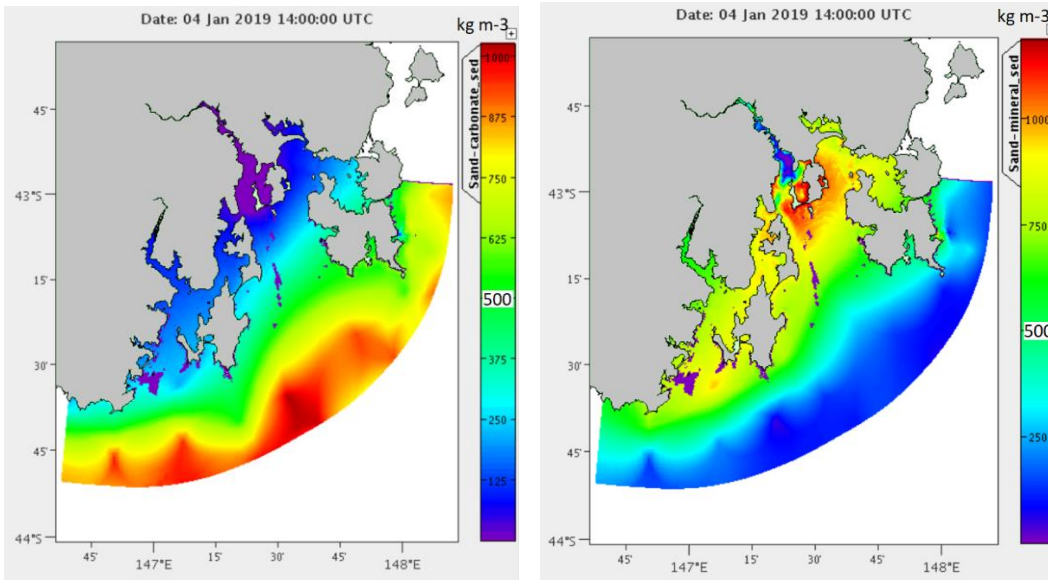 Date: 04 Jan 2019 14:00:00 UTC
kg m-3
+
Sand-carbonate_sed
1000
875
750
625
500
375
250
125
45'
43°S
15'
30'
45'
44°S
45'
147°E
15'
30'
45'
148°E
Date: 04 Jan 2019 14:00:00 UTC
kg m-3
Sand-mineral_sed
1000
750
500
250
45'
43°S
15'
30'
45'
44°S
45'
147°E
15'
30'
45'
148°E